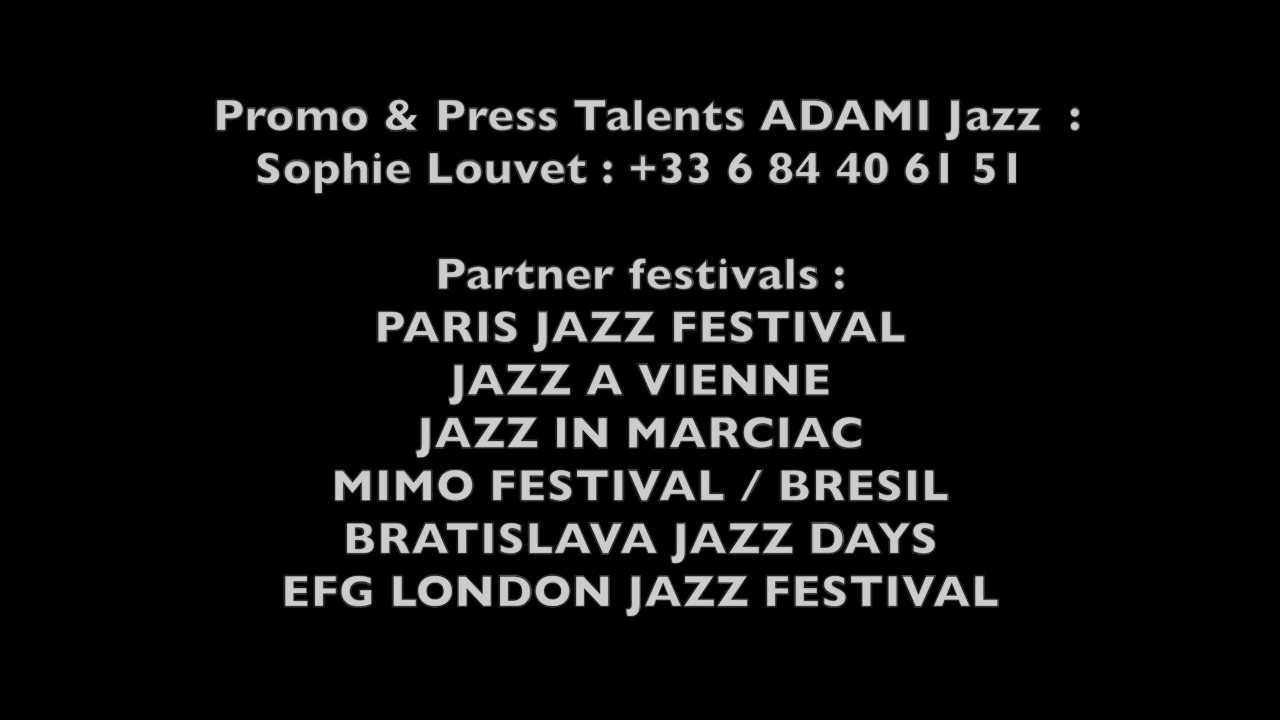 Promo & Press Talents ADAMI Jazz :
Sophie Louvet : +33 6 84 40 61 51
Partner festivals :
PARIS JAZZ FESTIVAL
JAZZ A VIENNE
JAZZ IN MARCIAC
MIMO FESTIVAL / BRESIL
BRATISLAVA JAZZ DAYS
EFG LONDON JAZZ FESTIVAL